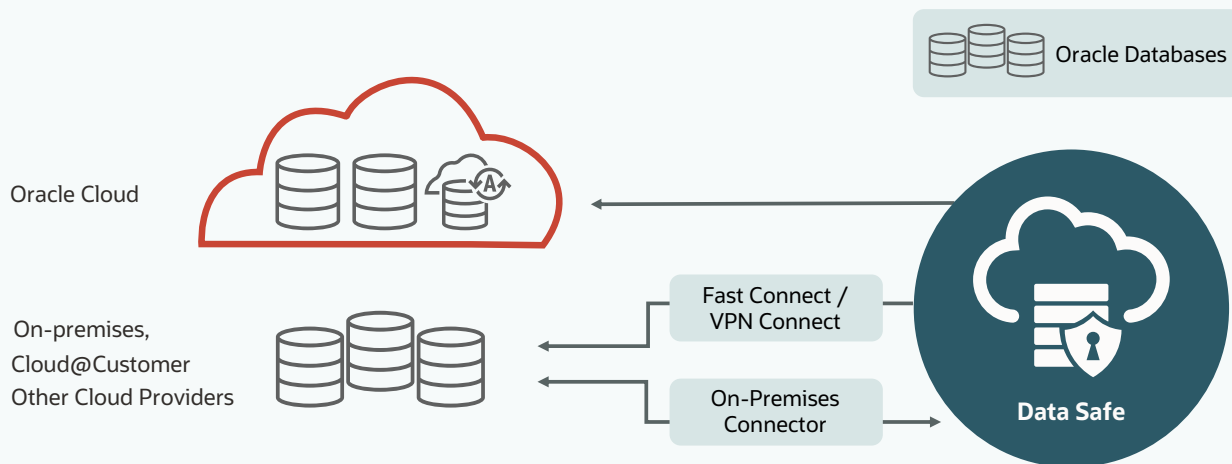 Oracle Databases
Oracle Cloud
A
Fast Connect /
VPN Connect
On-premises,
Cloud@Customer
Other Cloud Providers
On-Premises
Connector
Data Safe